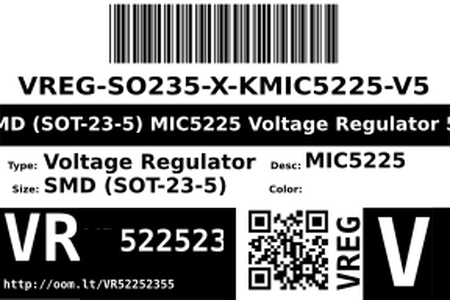 VREG-SO235-X-KMIC5225-V5
MD (SOT-23-5) MIC5225 Voltage Regulator 5
Type: Voltage Regulator Desc: MIC5225
Size: SMD (SOT-23-5) Color:
VR 522523 VREG V
http://oom.lt/VR52252355